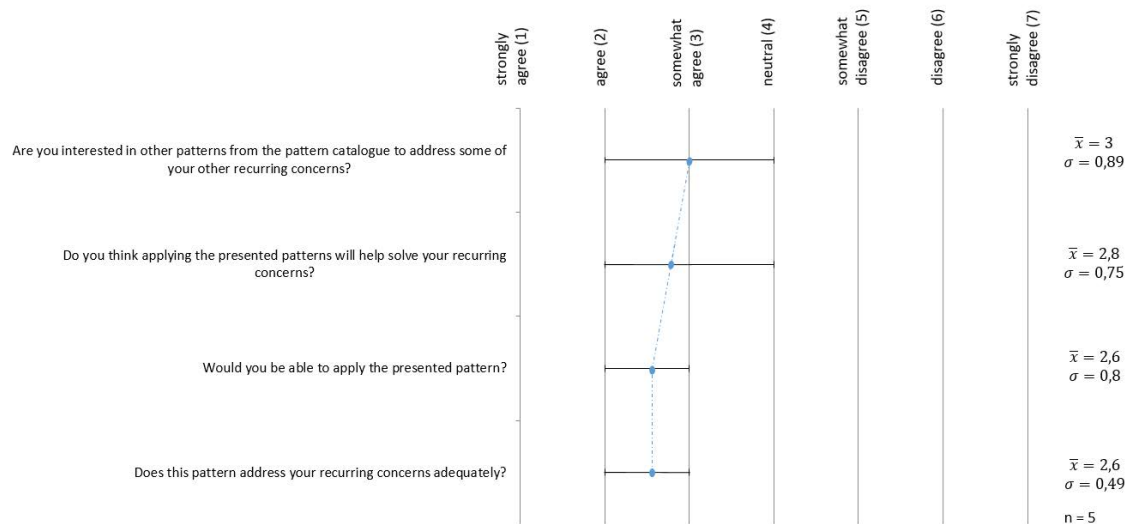 strongly
agree (1)
agree (2)
somewhat
agree (3)
neutral (4)
somewhat
disagree (5)
disagree (6)
strongly
disagree (7)
Are you interested in other patterns from the pattern catalogue to address some of
your other recurring concerns?
x̅ = 3
σ = 0,89
Do you think applying the presented patterns will help solve your recurring
concerns?
x̅ = 2,8
σ = 0,75
Would you be able to apply the presented pattern?
x̅ = 2,6
σ = 0,8
Does this pattern address your recurring concerns adequately?
x̅ = 2,6
σ = 0,49
n = 5